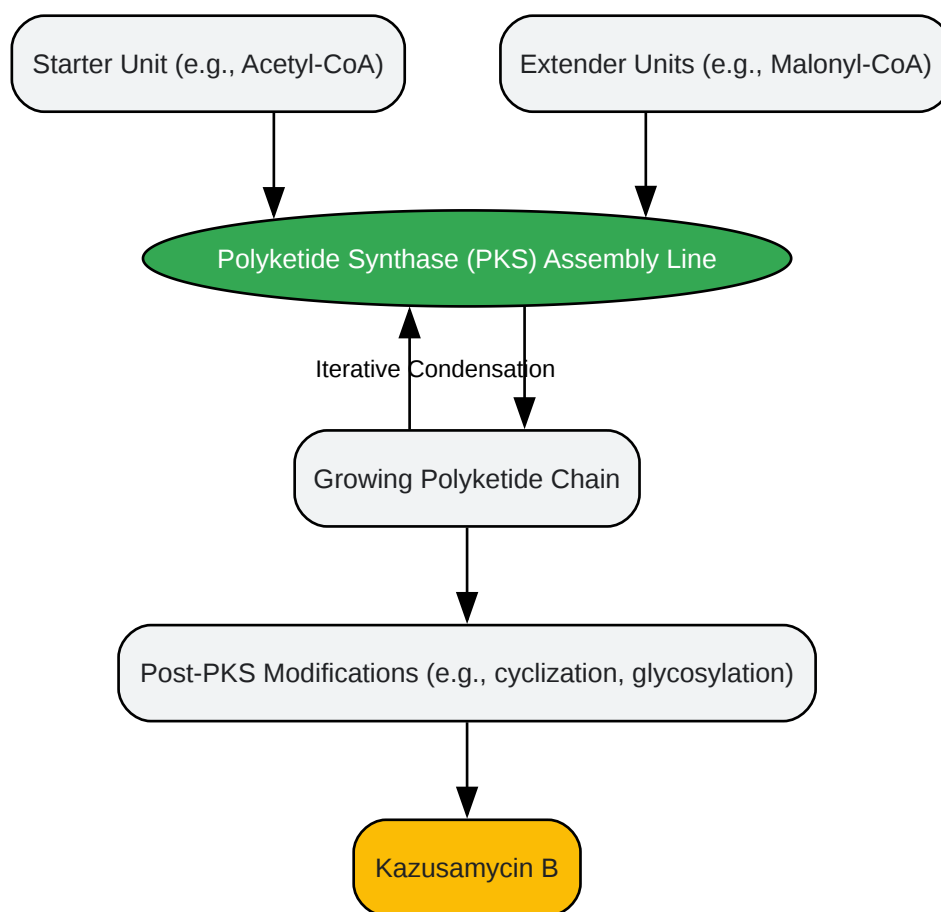 Starter Unit (e.g., Acetyl-CoA)
Extender Units (e.g., Malonyl-CoA)
Polyketide Synthase (PKS) Assembly Line
Iterative Condensation
Growing Polyketide Chain
Post-PKS Modifications (e.g., cyclization, glycosylation)
Kazusamycin B